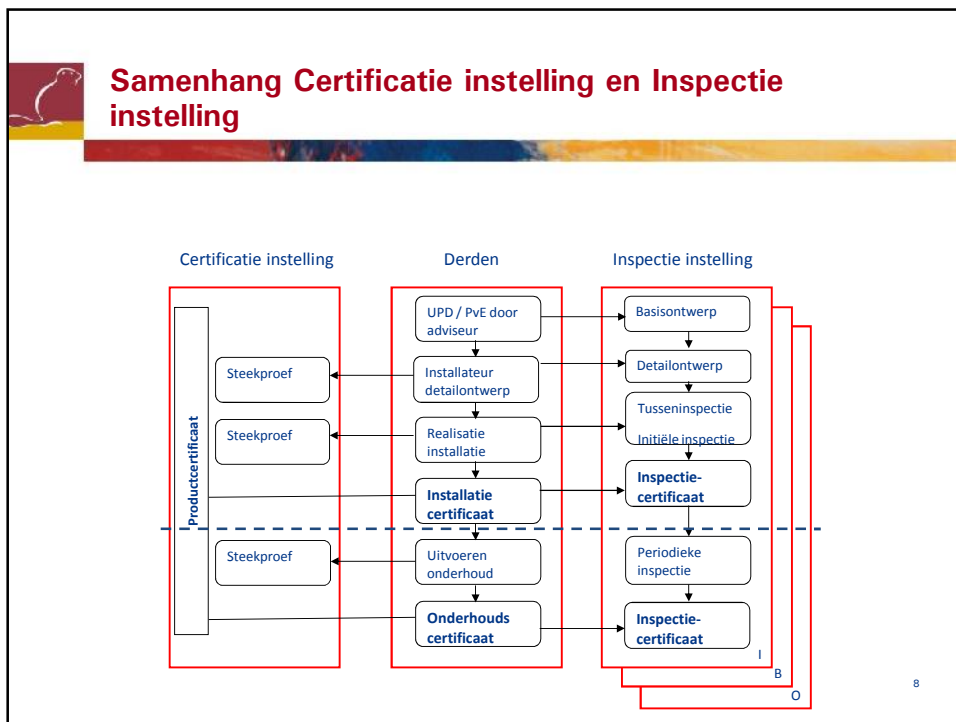 Samenhang Certificatie instelling en Inspectie
instelling
Certificatie instelling
Derden
Inspectie instelling
Productcertificaat
Steekproef
Steekproef
Steekproef
UPD / PvE door
adviseur
Installateur
detailontwerp
Realisatie
installatie
Installatie
certificaat
Uitvoeren
onderhoud
Onderhouds
certificaat
Basisontwerp
Detailontwerp
Tusseninspectie
Initiële inspectie
Inspectie-
certificaat
Periodieke
inspectie
Inspectie-
certificaat
I
B
O
8